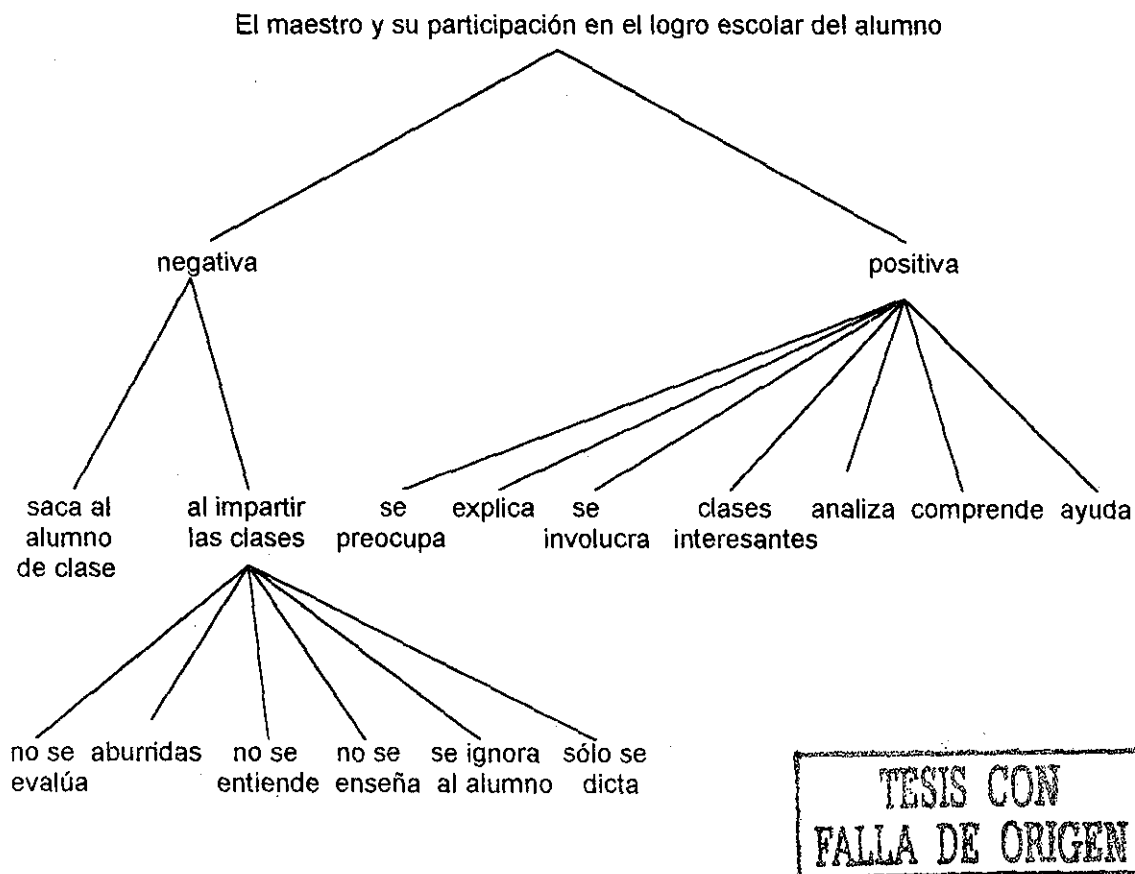 El maestro y su participación en el logro escolar del alumno
negativa
positiva
saca al
alumno
de clase
al impartir
las clases
se
preocupa
explica
se
involucra
clases
interesantes
analiza
comprende
ayuda
no se
evalúa
aburridas
no se
entiende
no se
enseña
se ignora
al alumno
sólo se
dicta
TESIS CON
FALLA DE ORIGEN